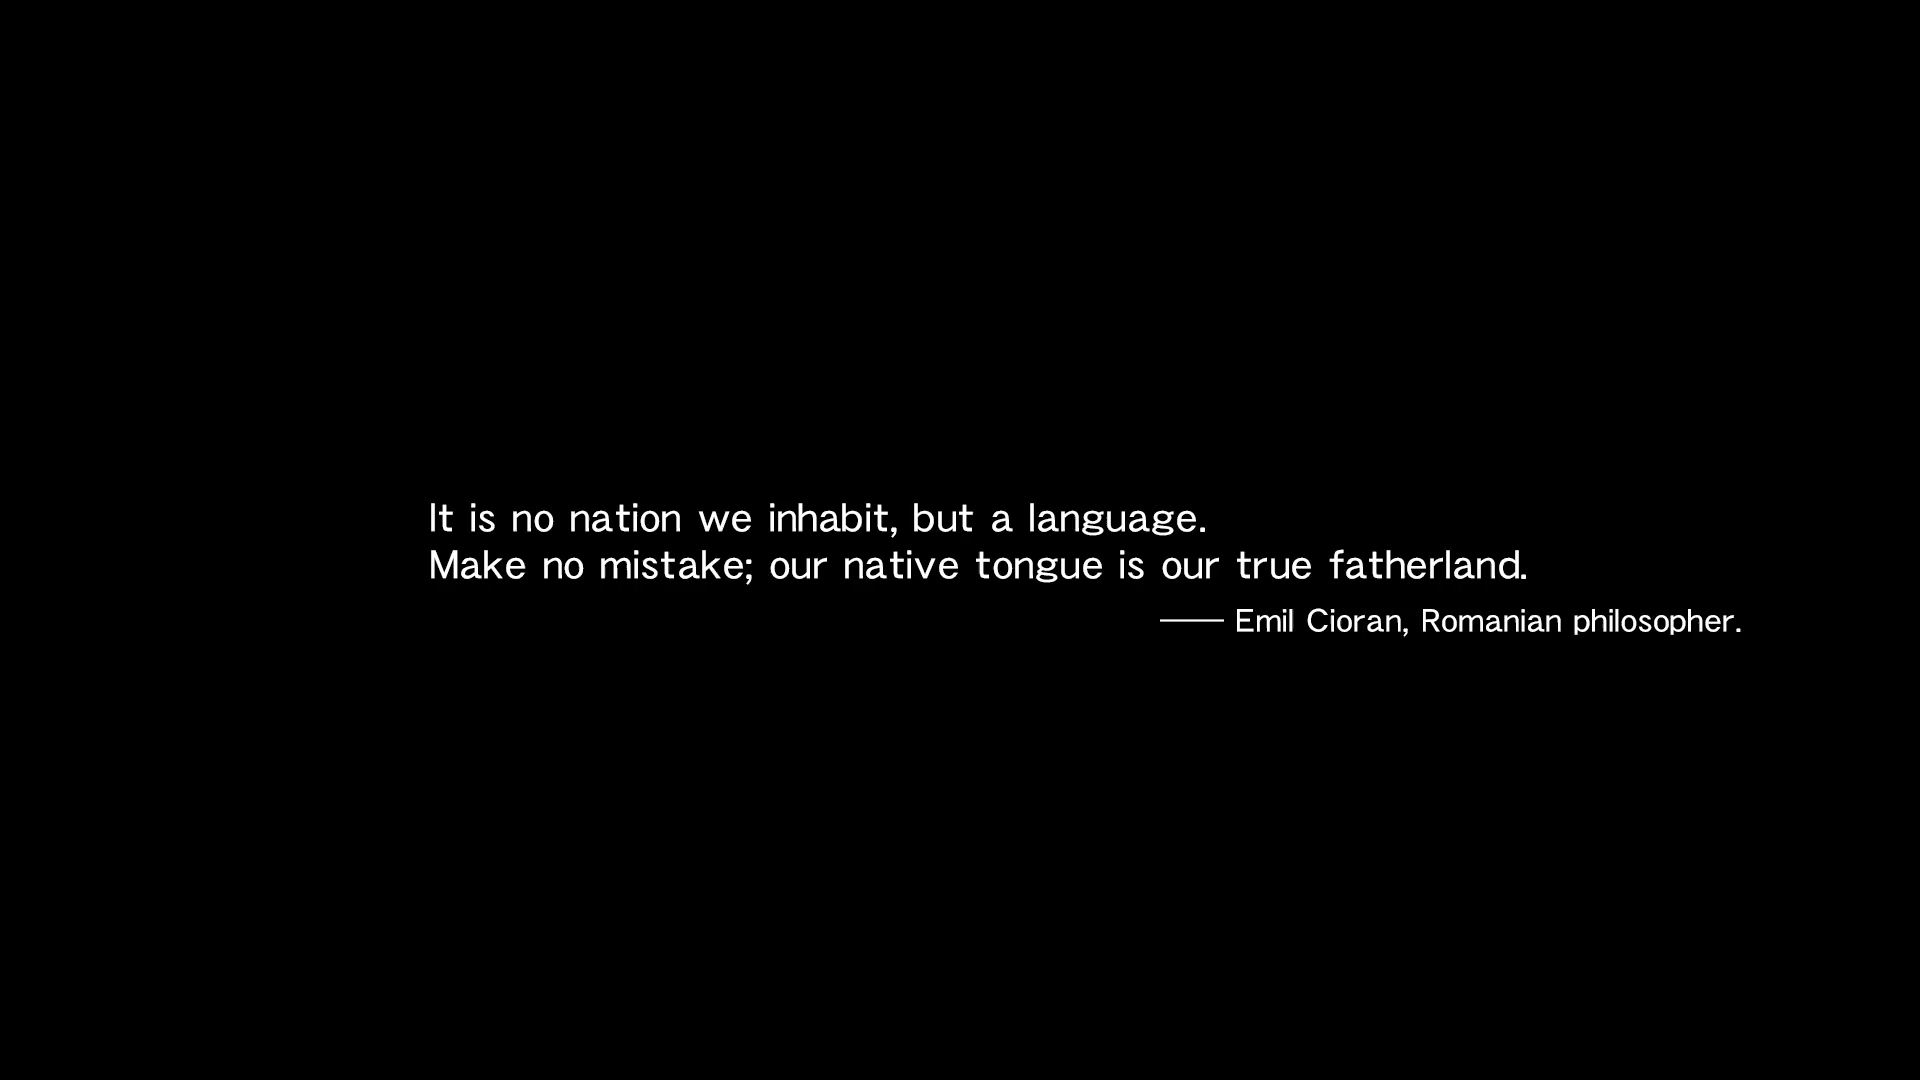 It is no nation we inhabit, but a language.
Make no mistake; our native tongue is our true fatherland.
—— Emil Cioran, Romanian philosopher.